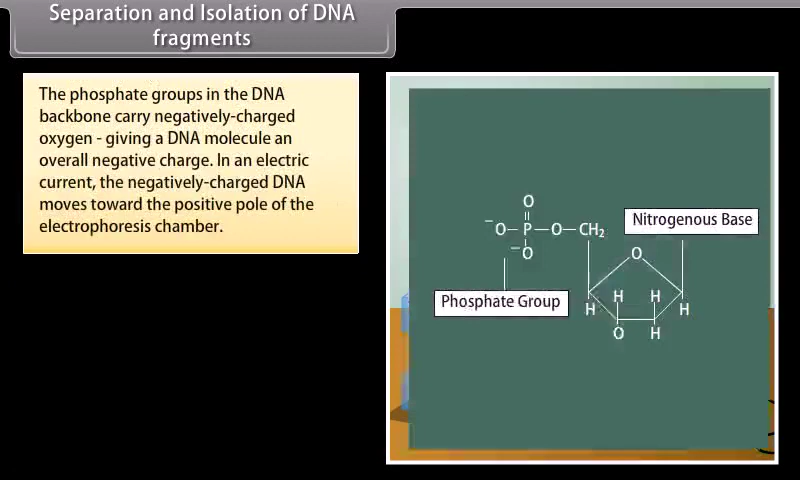 Separation and Isolation of DNA
fragments
The phosphate groups in the DNA
backbone carry negatively-charged
oxygen - giving a DNA molecule an
overall negative charge. In an electric
current, the negatively-charged DNA
moves toward the positive pole of the
electrophoresis chamber.
O
Nitrogenous Base
⁻O–P–O–CH₂
⁻O
O
Phosphate Group
H H
H H
O H